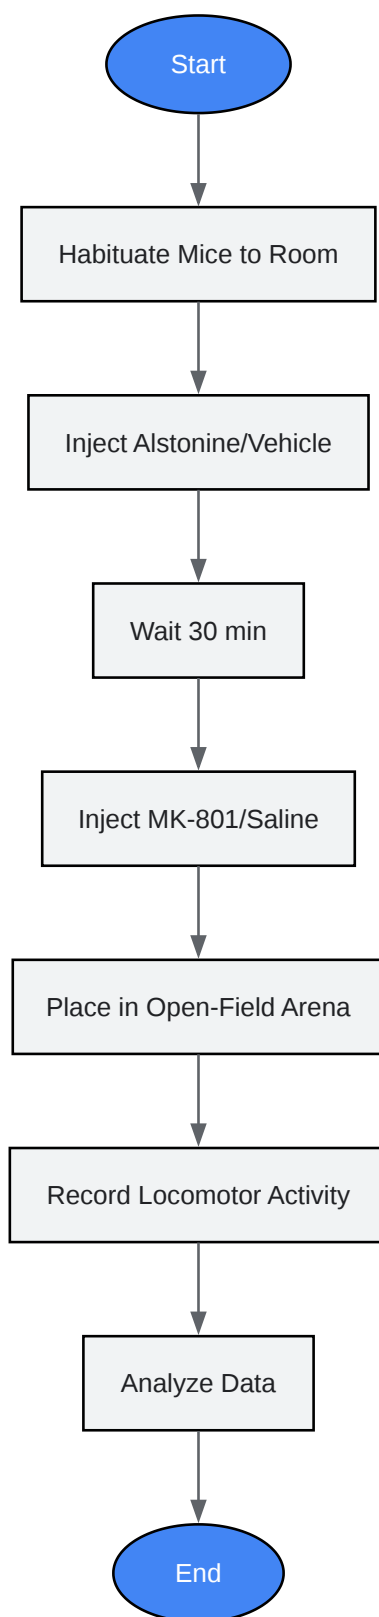 Start
Habituate Mice to Room
Inject Alstonine/Vehicle
Wait 30 min
Inject MK-801/Saline
Place in Open-Field Arena
Record Locomotor Activity
Analyze Data
End